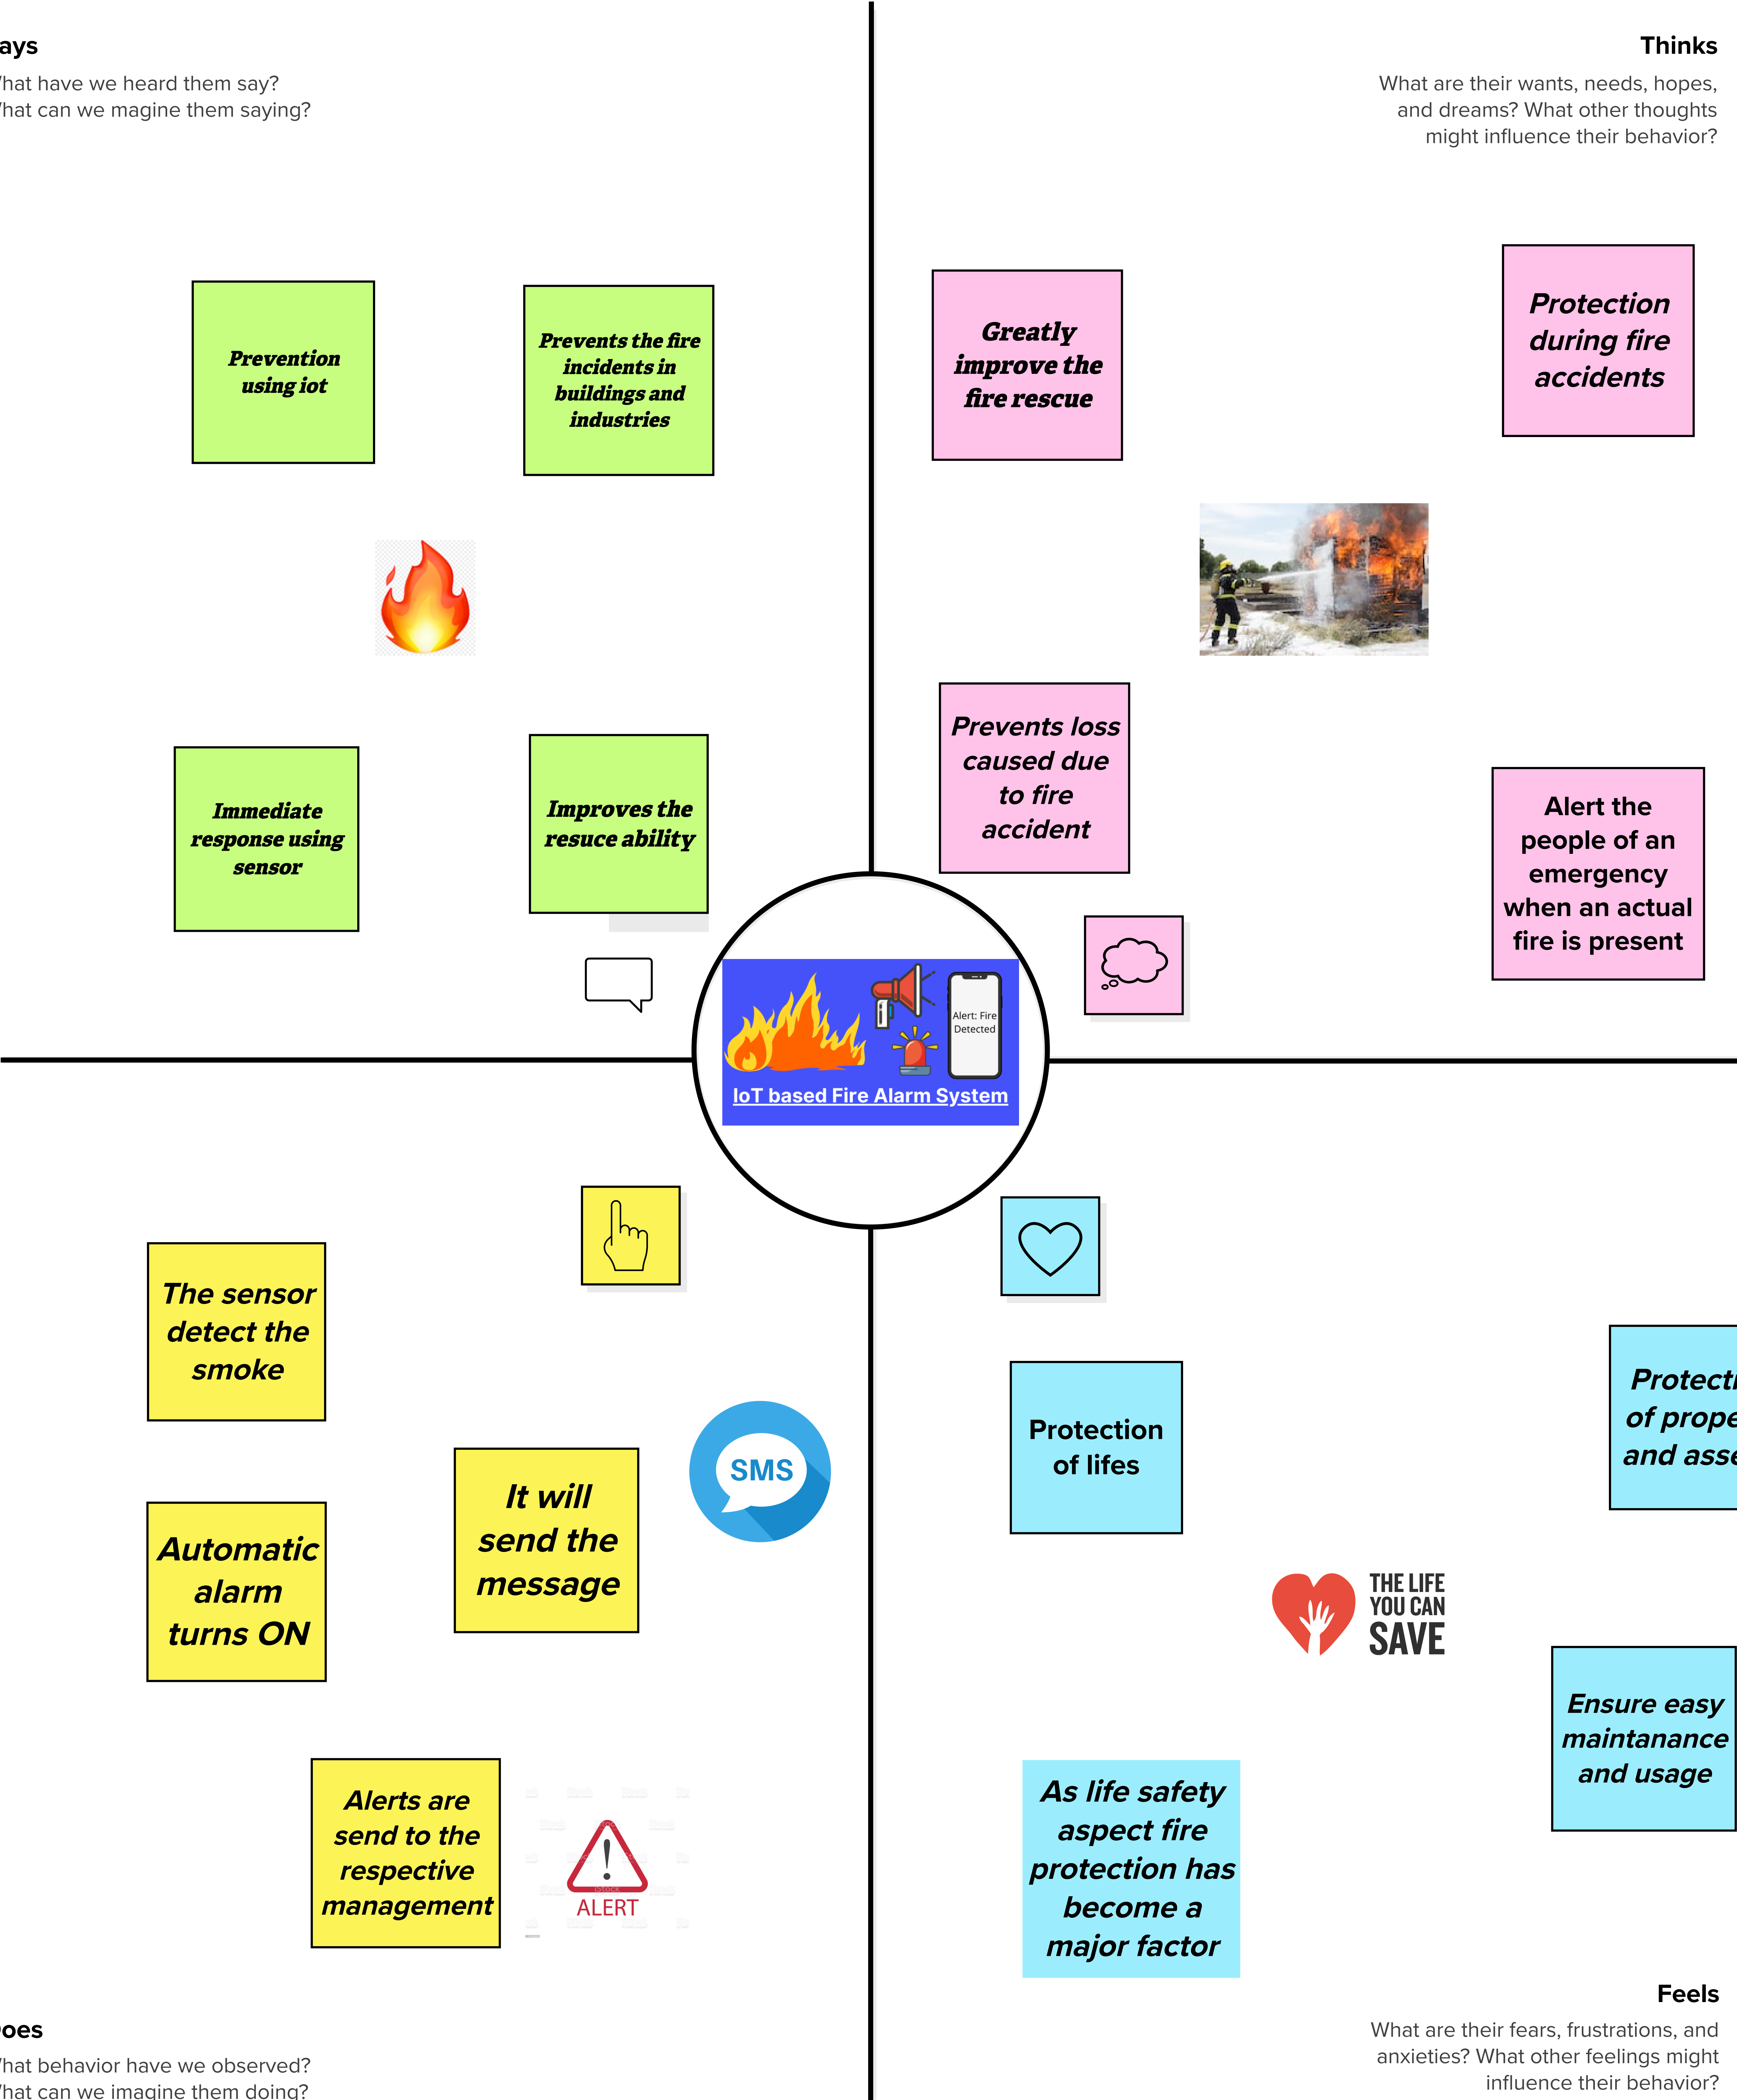 ays
hat have we heard them say?
hat can we magine them saying?
Thinks
What are their wants, needs, hopes,
and dreams? What other thoughts
might influence their behavior?
Prevention
using iot
Prevents the fire
incidents in
buildings and
industries
Greatly
improve the
fire rescue
Protection
during fire
accidents
Immediate
response using
sensor
Improves the
resuce ability
Prevents loss
caused due
to fire
accident
Alert the
people of an
emergency
when an actual
fire is present
Alert: Fire
Detected
IoT based Fire Alarm System
The sensor
detect the
smoke
It will
send the
message
SMS
Automatic
alarm
turns ON
Alerts are
send to the
respective
management
ALERT
Protection
of lifes
Protecti
of prope
and asse
THE LIFE
YOU CAN
SAVE
Ensure easy
maintanance
and usage
As life safety
aspect fire
protection has
become a
major factor
oes
hat behavior have we observed?
hat can we imagine them doing?
Feels
What are their fears, frustrations, and
anxieties? What other feelings might
influence their behavior?